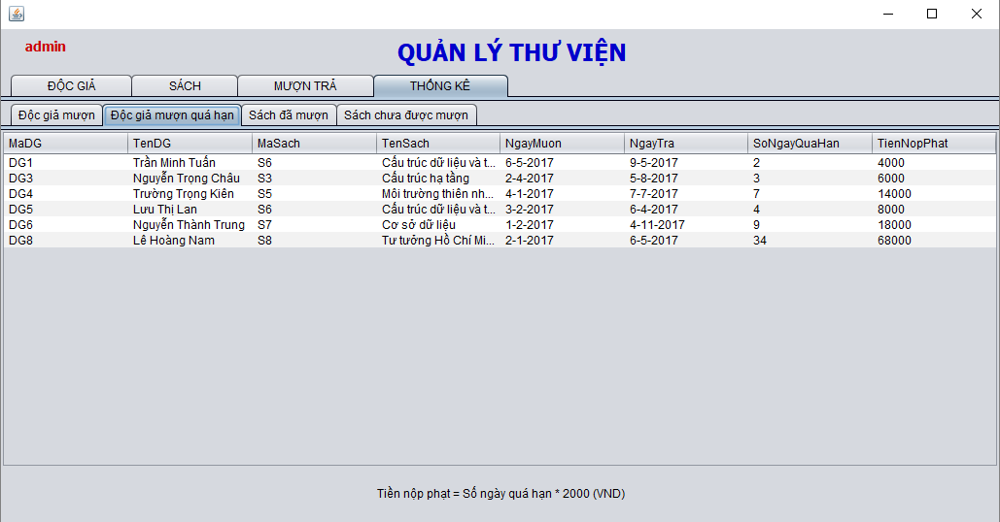 admin
QUẢN LÝ THƯ VIỆN
ĐỘC GIẢ SÁCH MƯỢN TRẢ THỐNG KÊ
Độc giả mượn Độc giả mượn quá hạn Sách đã mượn Sách chưa được mượn
MaDG TenDG MaSach TenSach NgayMuon NgayTra SoNgayQuaHan TienNopPhat
DG1 Trần Minh Tuấn S6 Cấu trúc dữ liệu và t... 6-5-2017 9-5-2017 2 4000
DG3 Nguyễn Trọng Châu S3 Cấu trúc hạ tầng 2-4-2017 5-8-2017 3 6000
DG4 Trường Trọng Kiên S5 Môi trường thiên nh... 4-1-2017 7-7-2017 7 14000
DG5 Lưu Thị Lan S6 Cấu trúc dữ liệu và t... 3-2-2017 6-4-2017 4 8000
DG6 Nguyễn Thành Trung S7 Cơ sở dữ liệu 1-2-2017 4-11-2017 9 18000
DG8 Lê Hoàng Nam S8 Tư tưởng Hồ Chí Mi... 2-1-2017 6-5-2017 34 68000
Tiền nộp phạt = Số ngày quá hạn * 2000 (VND)